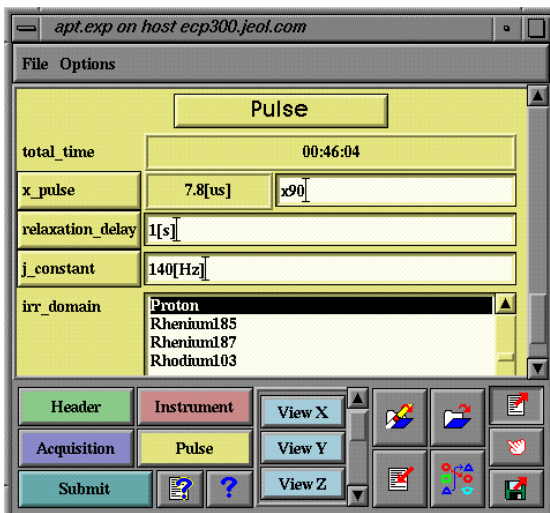 apt.exp on host ecp300.jeol.com
File Options
Pulse
total_time 00:46:04
x_pulse 7.8[us] x90
relaxation_delay 1[s]
j_constant 140[Hz]
irr_domain Proton
Rhenium185
Rhenium187
Rhodium103
Header Instrument View X
Acquisition Pulse View Y
Submit ? ? View Z